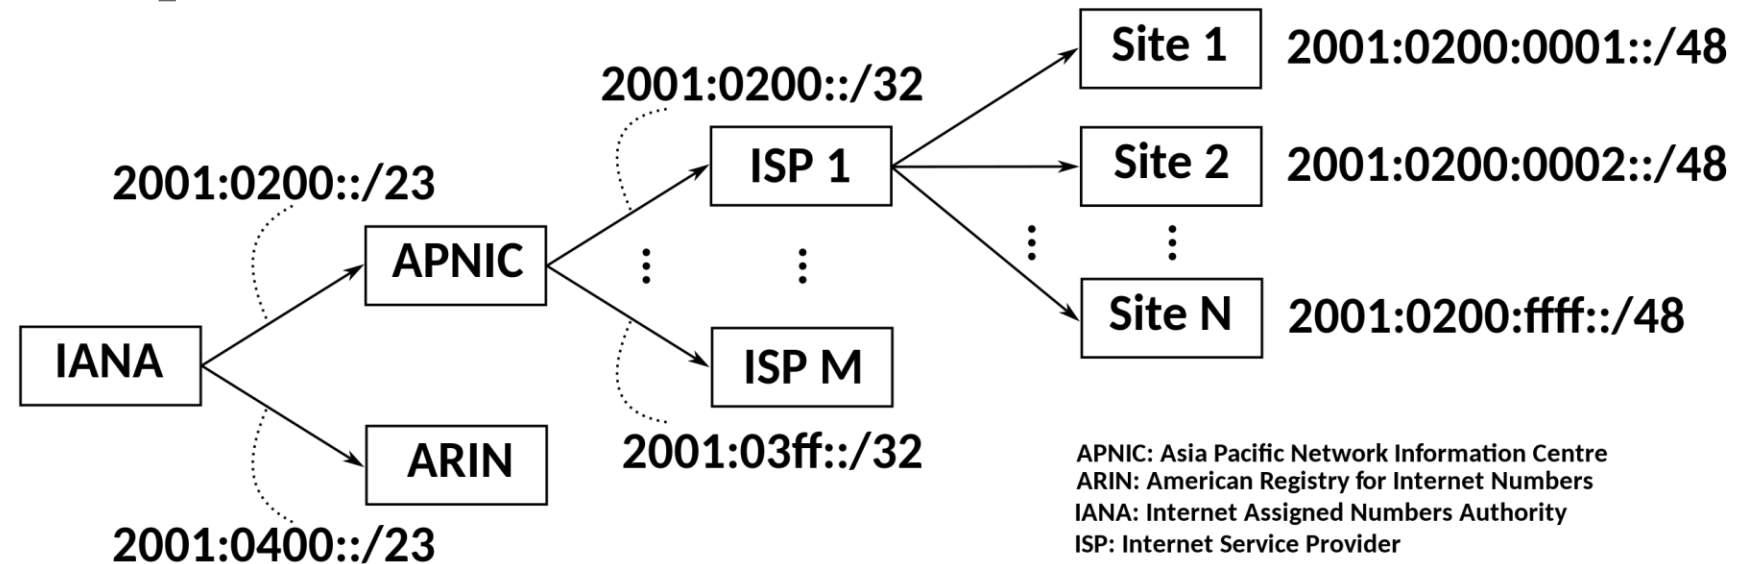 Site 1
2001:0200:0001::/48
2001:0200::/32
ISP 1
Site 2
2001:0200:0002::/48
2001:0200::/23
APNIC
Site N
2001:0200:ffff::/48
IANA
ISP M
2001:03ff::/32
ARIN
2001:0400::/23
APNIC: Asia Pacific Network Information Centre
ARIN: American Registry for Internet Numbers
IANA: Internet Assigned Numbers Authority
ISP: Internet Service Provider